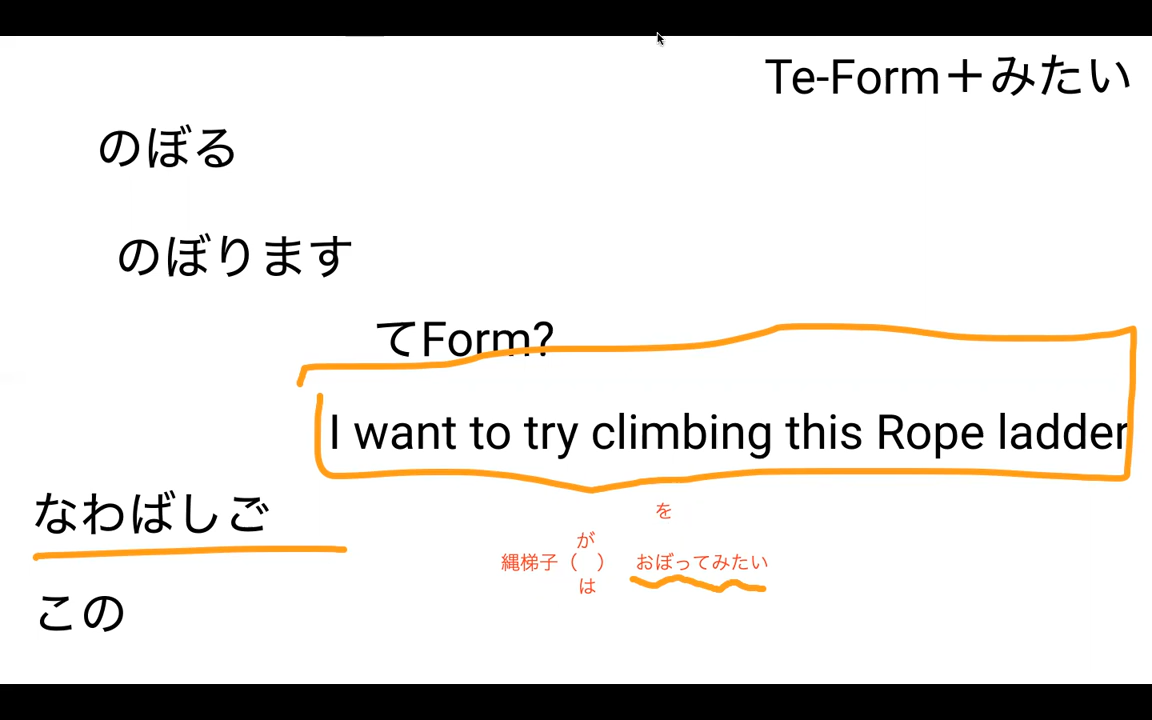 Te-Form＋みたい
のぼる
のぼります
てForm?
I want to try climbing this Rope ladder
なわばしご
を
が
縄梯子（　） おぼってみたい
は
この